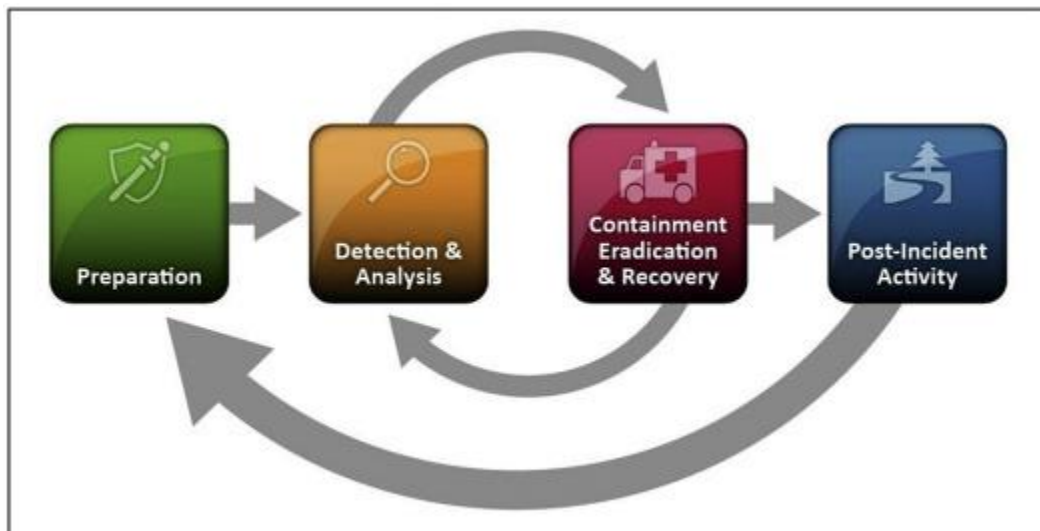 Preparation
Detection &
Analysis
Containment
Eradication
& Recovery
Post-Incident
Activity